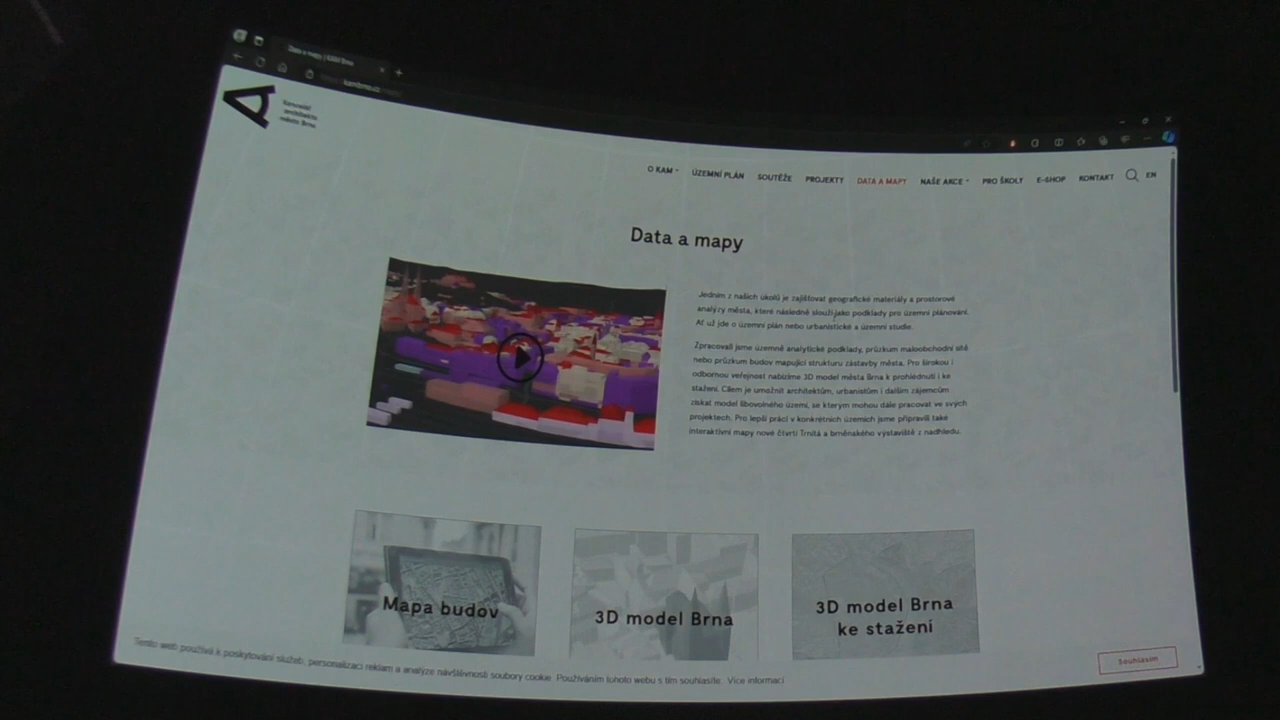 Data a mapy | KAM Brno
kambrno.cz
Kancelář
architekta
města Brna
O KAM
ÚZEMNÍ PLÁN
SOUTĚŽE
PROJEKTY
DATA A MAPY
NAŠE AKCE
PRO ŠKOLY
E-SHOP
KONTAKT
EN
Data a mapy
Jedním z našich úkolů je zajišťovat geografické materiály a prostorové
analýzy města, které následně slouží jako podklady pro územní plánování.
Ať už jde o územní plán nebo urbanistické a územní studie.
Zpracovali jsme územně analytické podklady, průzkum maloobchodní sítě
nebo průzkum budov mapující strukturu zástavby města. Pro širokou i
odbornou veřejnost nabízíme 3D model města Brna k prohlédnutí i ke
stažení. Cílem je umožnit architektům, urbanistům i dalším zájemcům
získat model libovolného území, se kterým mohou dále pracovat ve svých
projektech. Pro lepší práci v konkrétních územích jsme připravili také
interaktivní mapy nové čtvrti Trnitá a brněnského výstaviště z nadhledu.
Mapa budov
3D model Brna
3D model Brna
ke stažení
Tento web používá k poskytování služeb, personalizaci reklam a analýze návštěvnosti soubory cookie. Používáním tohoto webu s tím souhlasíte. Více informací
Souhlasím